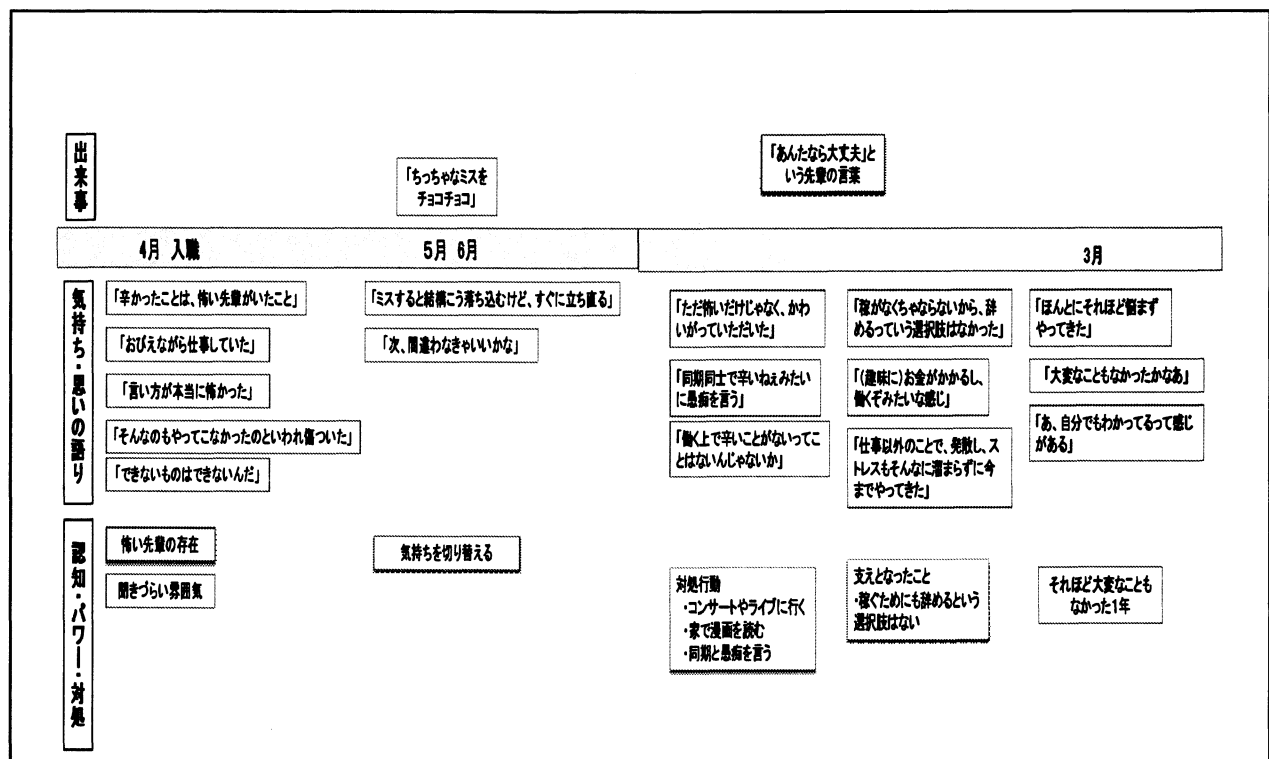 出来事
「ちっちゃなミスを
チョコチョコ」
「あんたなら大丈夫」と
いう先輩の言葉
4月 入職
5月 6月
3月
気持ち・思いの語り
「辛かったことは、怖い先輩がいたこと」
「おびえながら仕事していた」
「言い方が本当に怖かった」
「そんなのもやってこなかったのといわれ傷ついた」
「できないものはできないんだ」
「ミスすると結構こう落ち込むけど、すぐに立ち直る」
「次、間違わなきゃいいかな」
「ただ怖いだけじゃなく、かわ
いがっていただいた」
「同期同士で辛いねぇみたい
に愚痴を言う」
「働く上で辛いことがないってこ
とはないんじゃないか」
「稼がなくちゃならないから、辞
めるっていう選択肢はなかった」
「(趣味に)お金がかかるし、
働くぞみたいな感じ」
「仕事以外のことで、発散し、ス
トレスもそんなに溜まらずに今
までやってきた」
「ほんとにそれほど悩まず
やってきた」
「大変なこともなかったかなあ」
「あ、自分でもわかってるって感じ
がある」
認知・パワー・対処
怖い先輩の存在
聞きづらい雰囲気
気持ちを切り替える
対処行動
・コンサートやライブに行く
・家で漫画を読む
・同期と愚痴を言う
支えとなったこと
・稼ぐためにも辞めるという
選択肢はない
それほど大変なことも
なかった1年